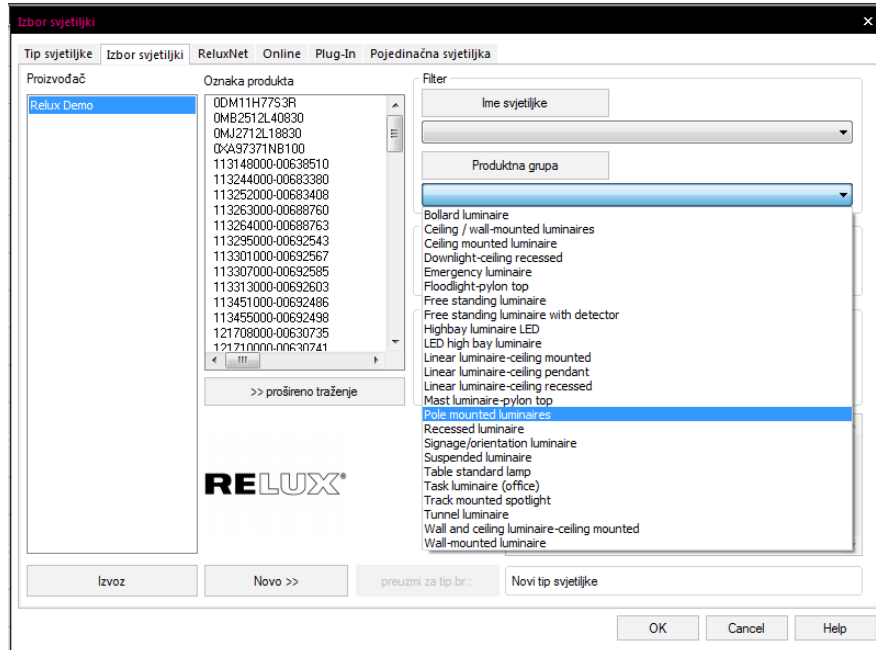 Izbor svjetiljki
Tip svjetiljke Izbor svjetiljki ReluxNet Online Plug-In Pojedinačna svjetiljka
Proizvođač
Relux Demo
Oznaka produkta
0DM11H77S3R
0MB2512L40830
0MJ2712L18830
0XA97371NB100
113148000-00638510
113244000-00683380
113252000-00683408
113263000-00688760
113264000-00688763
113295000-00692543
113301000-00692567
113307000-00692585
113313000-00692603
113451000-00692486
113455000-00692498
121708000-00630735
121710000-00630741
>> prošireno traženje
RELUX®
Filter
Ime svjetiljke
Produktna grupa
Bollard luminaire
Ceiling / wall-mounted luminaires
Ceiling mounted luminaire
Downlight-ceiling recessed
Emergency luminaire
Floodlight-pylon top
Free standing luminaire
Free standing luminaire with detector
Highbay luminaire LED
LED high bay luminaire
Linear luminaire-ceiling mounted
Linear luminaire-ceiling pendant
Linear luminaire-ceiling recessed
Mast luminaire-pylon top
Pole mounted luminaires
Recessed luminaire
Signage/orientation luminaire
Suspended luminaire
Table standard lamp
Task luminaire (office)
Track mounted spotlight
Tunnel luminaire
Wall and ceiling luminaire-ceiling mounted
Wall-mounted luminaire
Izvoz Novo >> preuzmi za tip br.: Novi tip svjetiljke
OK Cancel Help